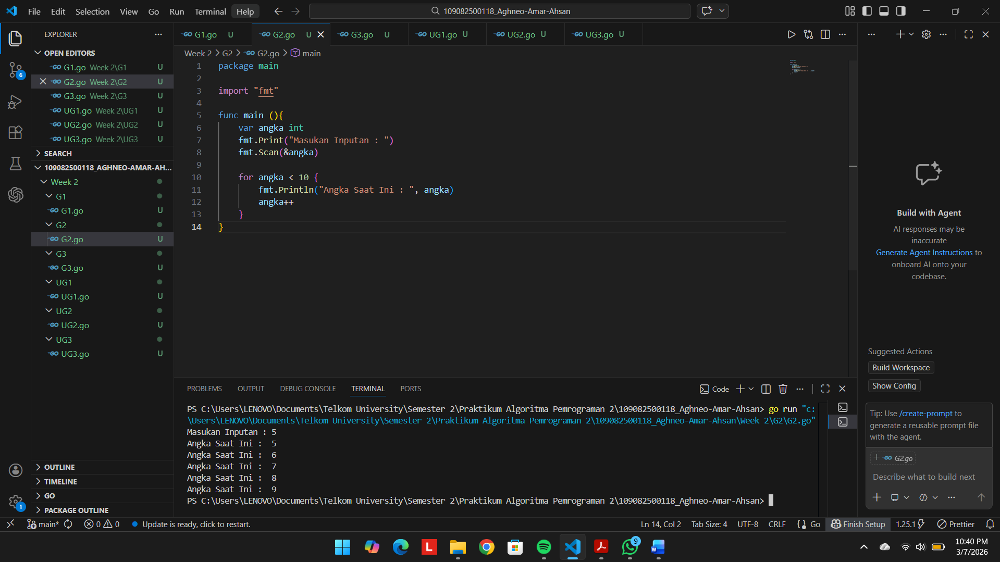 File Edit Selection View Go Run Terminal Help
109082500118_Aghneo-Amar-Ahsan
EXPLORER
OPEN EDITORS
G1.go Week 2\G1 U
G2.go Week 2\G2 U
G3.go Week 2\G3 U
UG1.go Week 2\UG1 U
UG2.go Week 2\UG2 U
UG3.go Week 2\UG3 U
SEARCH
109082500118_AGHNEO-AMAR-AH...
Week 2
G1
G1.go U
G2
G2.go U
G3
G3.go U
UG1
UG1.go U
UG2
UG2.go U
UG3
UG3.go U
OUTLINE
TIMELINE
GO
PACKAGE OUTLINE
6
1
G1.go U G2.go U G3.go U UG1.go U UG2.go U UG3.go U
Week 2 > G2 > G2.go > main
1 package main
2
3 import "fmt"
4
5 func main (){
6 var angka int
7 fmt.Print("Masukan Inputan : ")
8 fmt.Scan(&angka)
9
10 for angka < 10 {
11 fmt.Println("Angka Saat Ini : ", angka)
12 angka++
13 }
14 }
PROBLEMS OUTPUT DEBUG CONSOLE TERMINAL PORTS
Code
PS C:\Users\LENOVO\Documents\Telkom University\Semester 2\Praktikum Algoritma Pemrograman 2\109082500118_Aghneo-Amar-Ahsan> go run "c:
\Users\LENOVO\Documents\Telkom University\Semester 2\Praktikum Algoritma Pemrograman 2\109082500118_Aghneo-Amar-Ahsan\Week 2\G2\G2.go"
Masukan Inputan : 5
Angka Saat Ini :  5
Angka Saat Ini :  6
Angka Saat Ini :  7
Angka Saat Ini :  8
Angka Saat Ini :  9
PS C:\Users\LENOVO\Documents\Telkom University\Semester 2\Praktikum Algoritma Pemrograman 2\109082500118_Aghneo-Amar-Ahsan>
Build with Agent
AI responses may be
inaccurate
Generate Agent Instructions to
onboard AI onto your
codebase.
Suggested Actions
Build Workspace
Show Config
Tip: Use /create-prompt to
generate a reusable prompt file
with the agent.
G2.go
Describe what to build next
main* 0 0 Update is ready, click to restart.
Ln 14, Col 2 Tab Size: 4 UTF-8 CRLF Go Finish Setup 1.25.1 Prettier
L
9
W
10:40 PM
3/7/2026